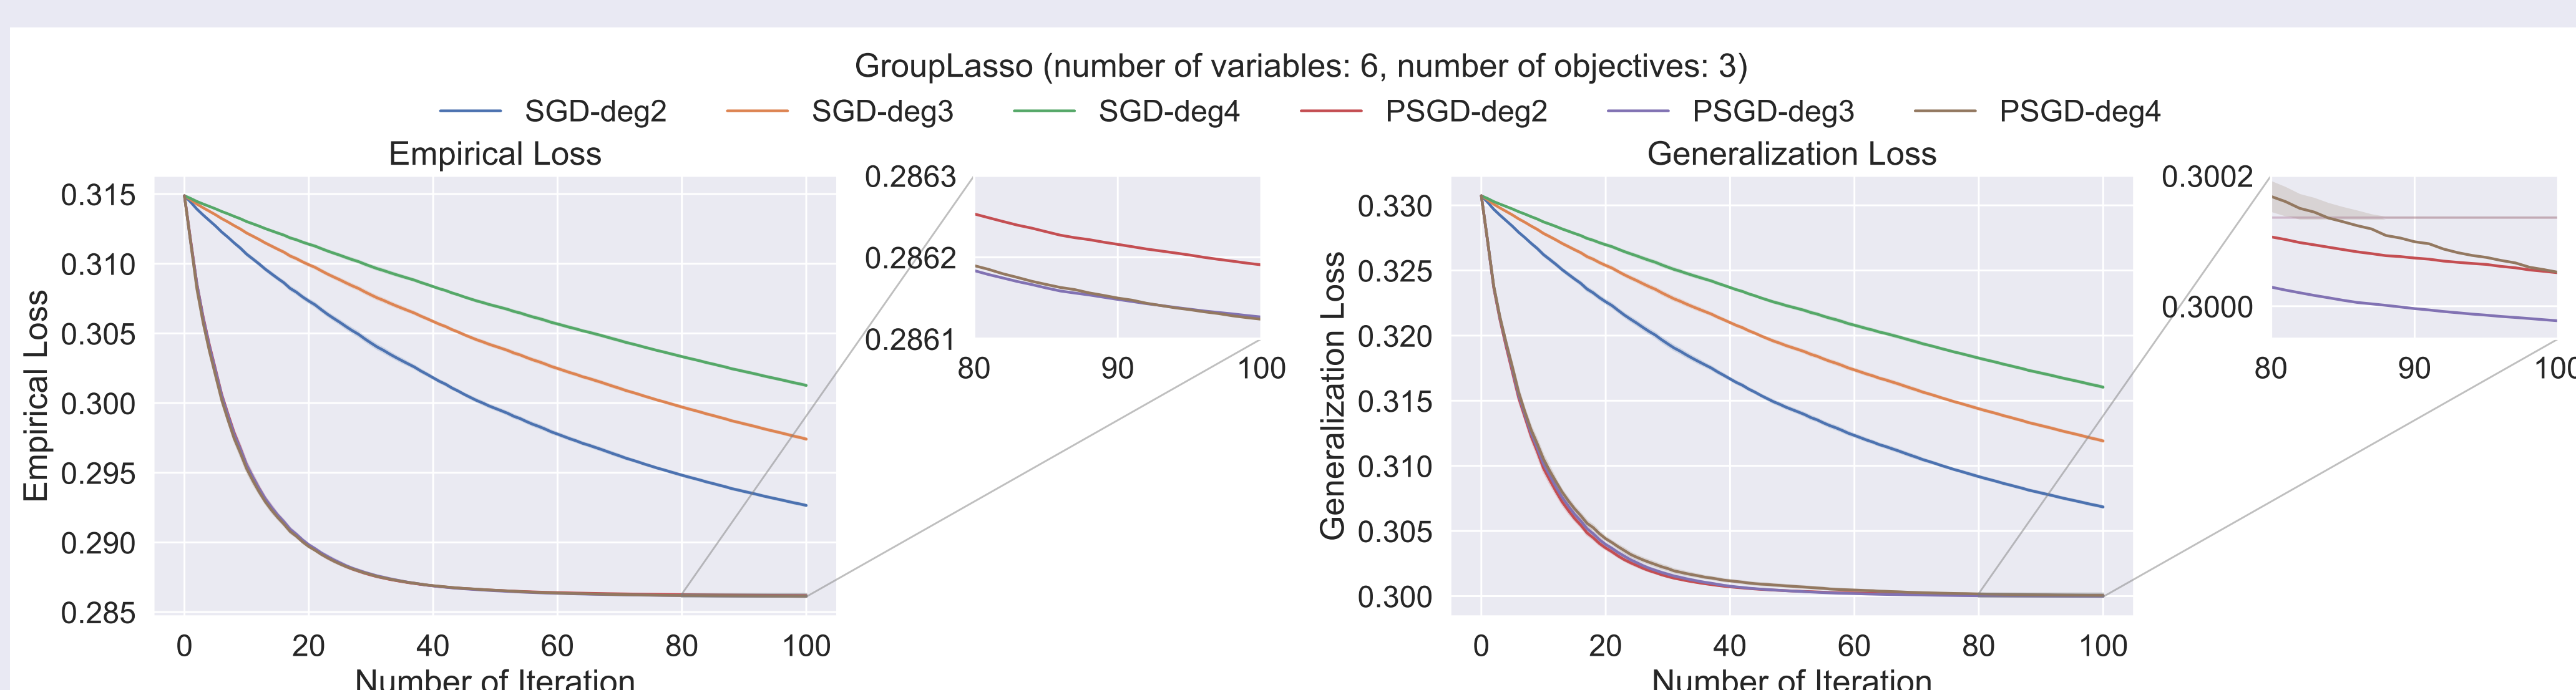 GroupLasso (number of variables: 6, number of objectives: 3)
SGD-deg2 SGD-deg3 SGD-deg4 PSGD-deg2 PSGD-deg3 PSGD-deg4
Empirical Loss
0.315
0.310
0.305
0.300
0.295
0.290
0.285
Empirical Loss
0 20 40 60 80 100
Number of Iteration
0.2863
0.2862
0.2861
80 90 100
Generalization Loss
0.330
0.325
0.320
0.315
0.310
0.305
0.300
Generalization Loss
0 20 40 60 80 100
Number of Iteration
0.3002
0.3000
80 90 100